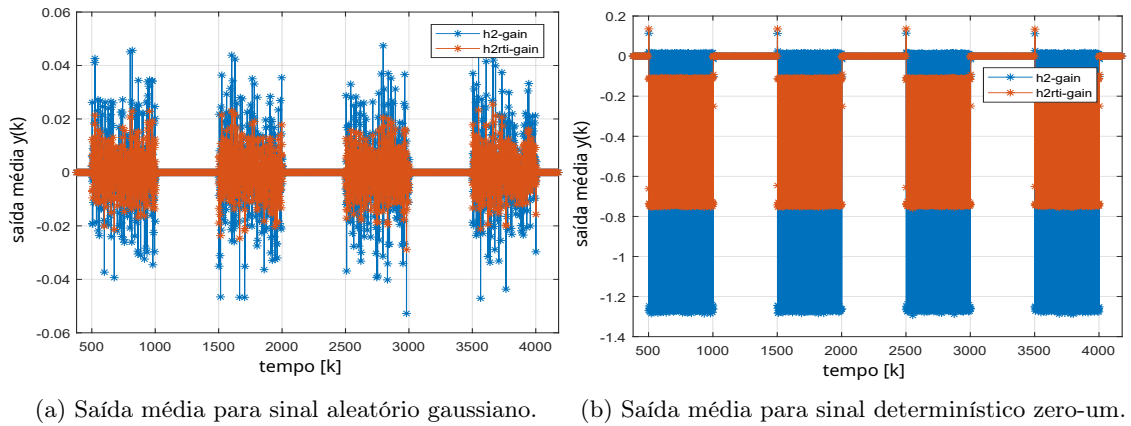 0.06
0.04
0.02
0
-0.02
-0.04
-0.06
saída média y(k)
h2-gain
h2rti-gain
500 1000 1500 2000 2500 3000 3500 4000
tempo [k]
(a) Saída média para sinal aleatório gaussiano.
0.2
0
-0.2
-0.4
-0.6
-0.8
-1
-1.2
-1.4
saída média y(k)
h2-gain
h2rti-gain
500 1000 1500 2000 2500 3000 3500 4000
tempo [k]
(b) Saída média para sinal determinístico zero-um.